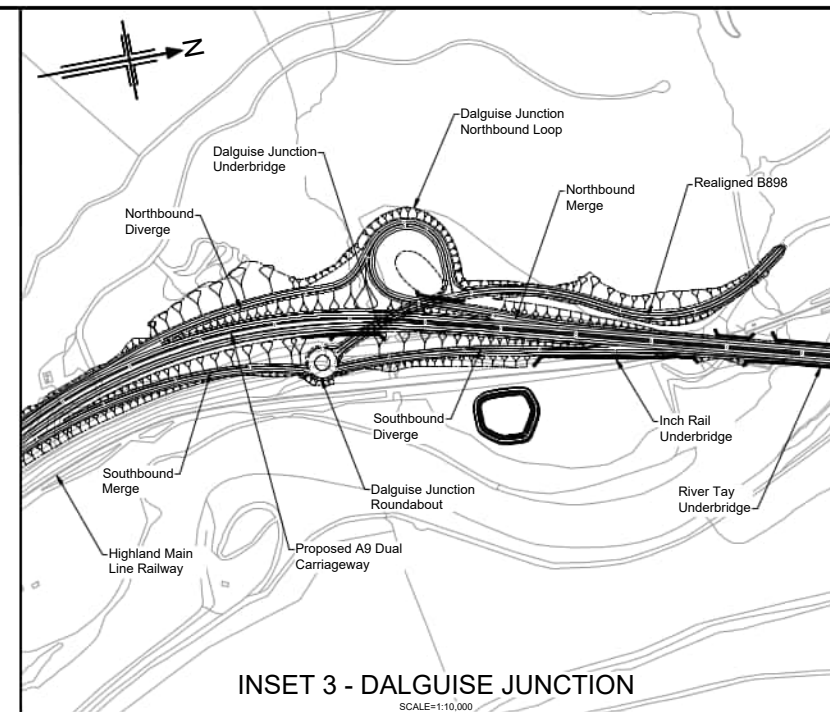 N
Dalguise Junction
Northbound Loop
Dalguise Junction
Underbridge
Northbound
Merge
Realigned B898
Northbound
Diverge
Southbound
Diverge
Inch Rail
Underbridge
Southbound
Merge
Dalguise Junction
Roundabout
River Tay
Underbridge
Highland Main
Line Railway
Proposed A9 Dual
Carriageway
INSET 3 - DALGUISE JUNCTION
SCALE=1:10,000